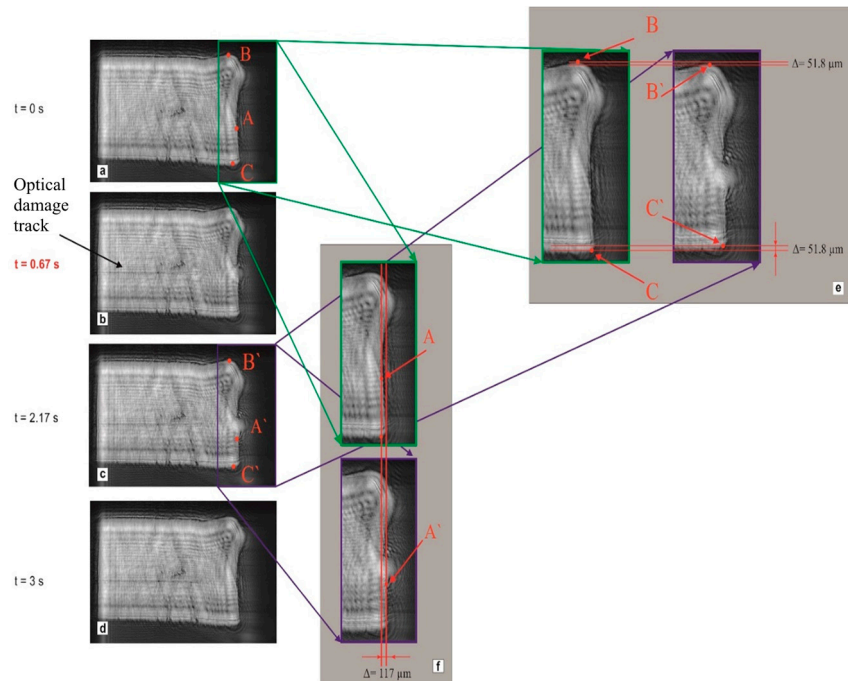 B
A
C
a
t = 0 s
Optical
damage
track
t = 0.67 s
b
B`
A`
C`
t = 2.17 s
c
t = 3 s
d
B
B`
Δ= 51.8 µm
C`
C
Δ= 51.8 µm
e
A
A`
Δ= 117 µm
f